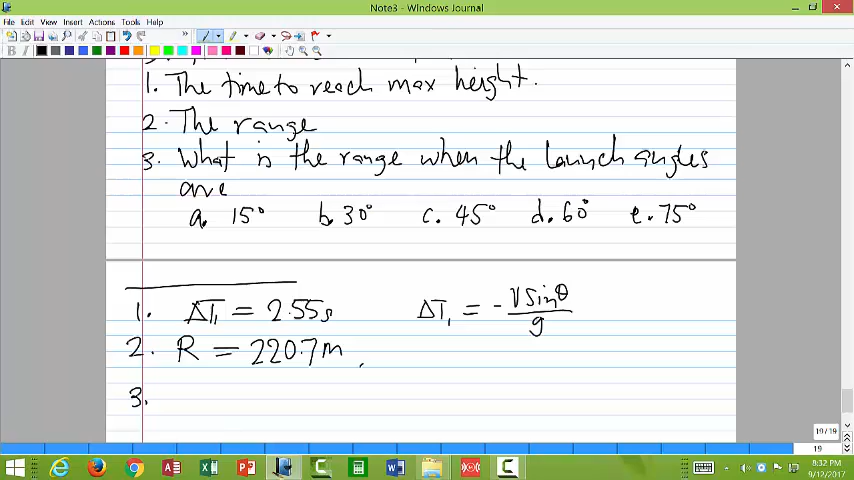 Note3 - Windows Journal
File Edit View Insert Actions Tools Help
B I
1. The time to reach max height.
2. The range
3. What is the range when the launch angles
are
a. 15° b. 30° c. 45° d. 60° e. 75°
1. ΔT₁ = 2.55s ΔT₁ = - V sinθ / g
2. R = 220.7m
3.
19/19
19
8:32 PM
9/12/2017